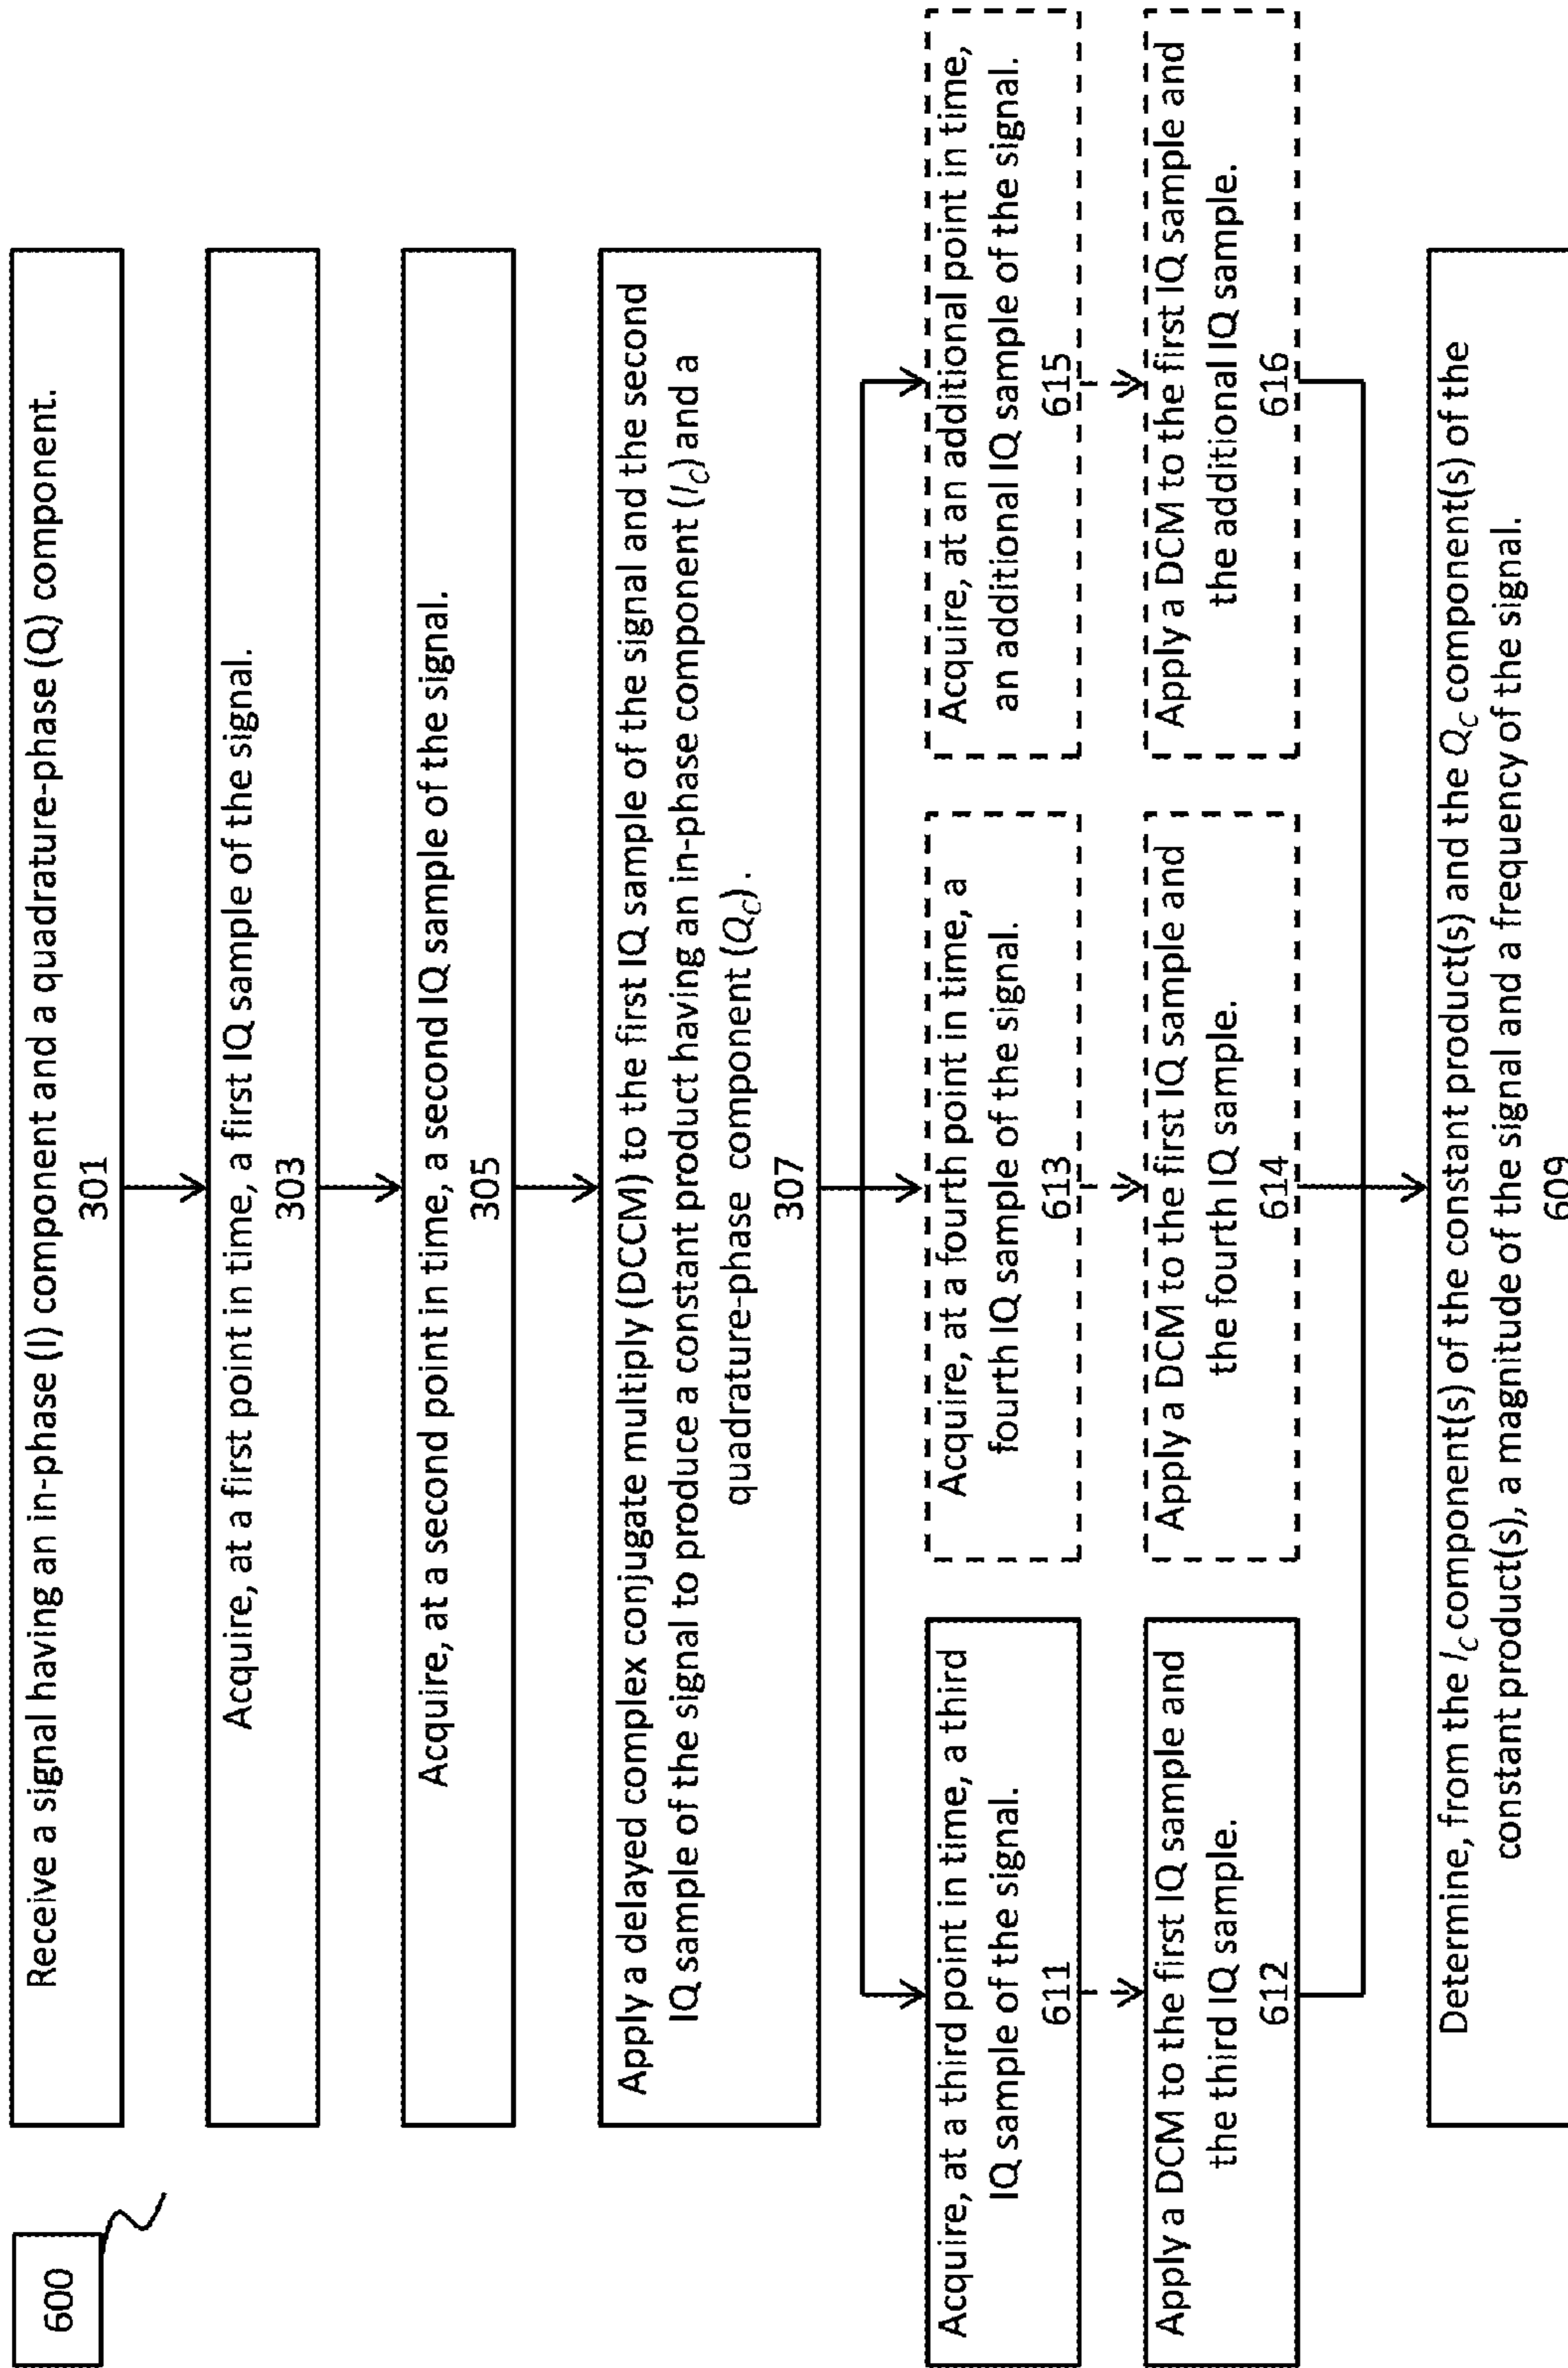 600
Receive a signal having an in-phase (I) component and a quadrature-phase (Q) component.
301
Acquire, at a first point in time, a first IQ sample of the signal.
303
Acquire, at a second point in time, a second IQ sample of the signal.
305
Apply a delayed complex conjugate multiply (DCCM) to the first IQ sample of the signal and the second
IQ sample of the signal to produce a constant product having an in-phase component (I_C) and a
quadrature-phase component (Q_C).
307
Acquire, at a third point in time, a third
IQ sample of the signal.
611
Apply a DCM to the first IQ sample and
the third IQ sample.
612
Acquire, at a fourth point in time, a
fourth IQ sample of the signal.
613
Apply a DCM to the first IQ sample and
the fourth IQ sample.
614
Acquire, at an additional point in time,
an additional IQ sample of the signal.
615
Apply a DCM to the first IQ sample and
the additional IQ sample.
616
Determine, from the I_C component(s) of the constant product(s) and the Q_C component(s) of the
constant product(s), a magnitude of the signal and a frequency of the signal.
609